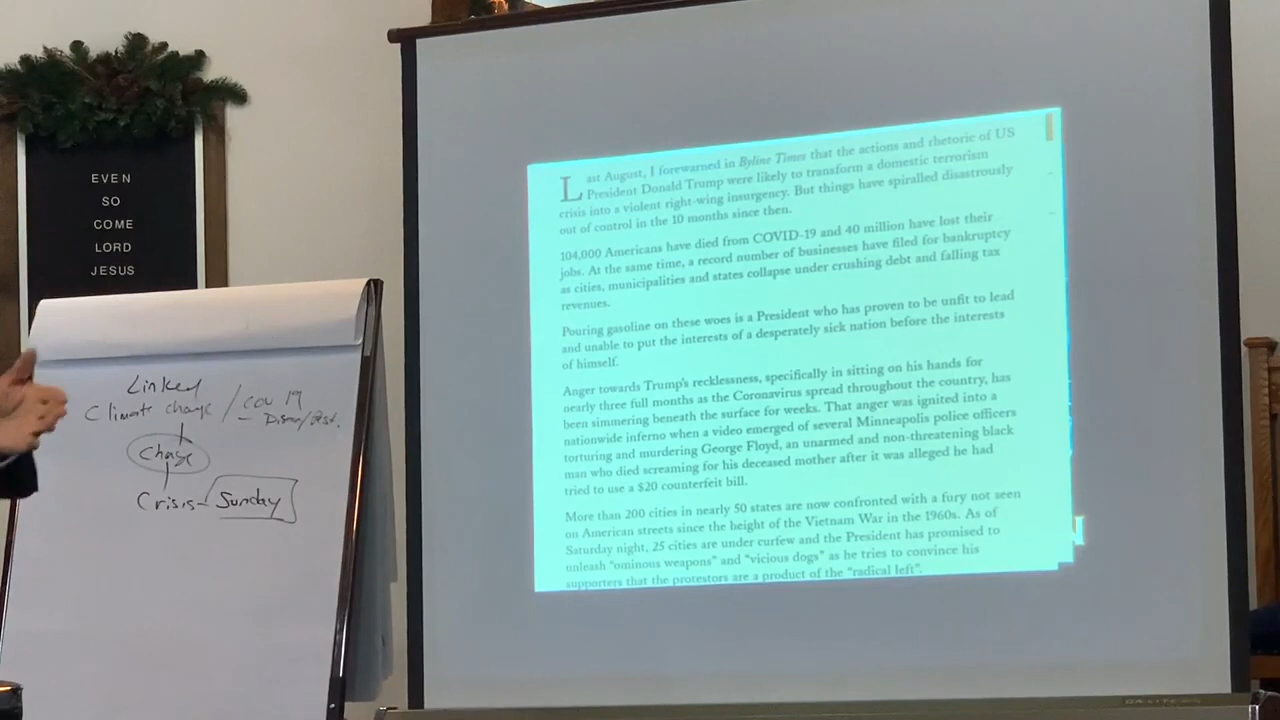 EVEN
SO
COME
LORD
JESUS
Linked
Climate change / COV 19
Chage
Crisis - Sunday
Last August, I forewarned in Byline Times that the actions and rhetoric of US
President Donald Trump were likely to transform a domestic terrorism
crisis into a violent right-wing insurgency. But things have spiralled disastrously
out of control in the 10 months since then.
104,000 Americans have died from COVID-19 and 40 million have lost their
jobs. At the same time, a record number of businesses have filed for bankruptcy
as cities, municipalities and states collapse under crushing debt and falling tax
revenues.
Pouring gasoline on these woes is a President who has proven to be unfit to lead
and unable to put the interests of a desperately sick nation before the interests
of himself.
Anger towards Trump's recklessness, specifically in sitting on his hands for
nearly three full months as the Coronavirus spread throughout the country, has
been simmering beneath the surface for weeks. That anger was ignited into a
nationwide inferno when a video emerged of several Minneapolis police officers
torturing and murdering George Floyd, an unarmed and non-threatening black
man who died screaming for his deceased mother after it was alleged he had
tried to use a $20 counterfeit bill.
More than 200 cities in nearly 50 states are now confronted with a fury not seen
on American streets since the height of the Vietnam War in the 1960s. As of
Saturday night, 25 cities are under curfew and the President has promised to
unleash "ominous weapons" and "vicious dogs" as he tries to convince his
supporters that the protestors are a product of the "radical left".